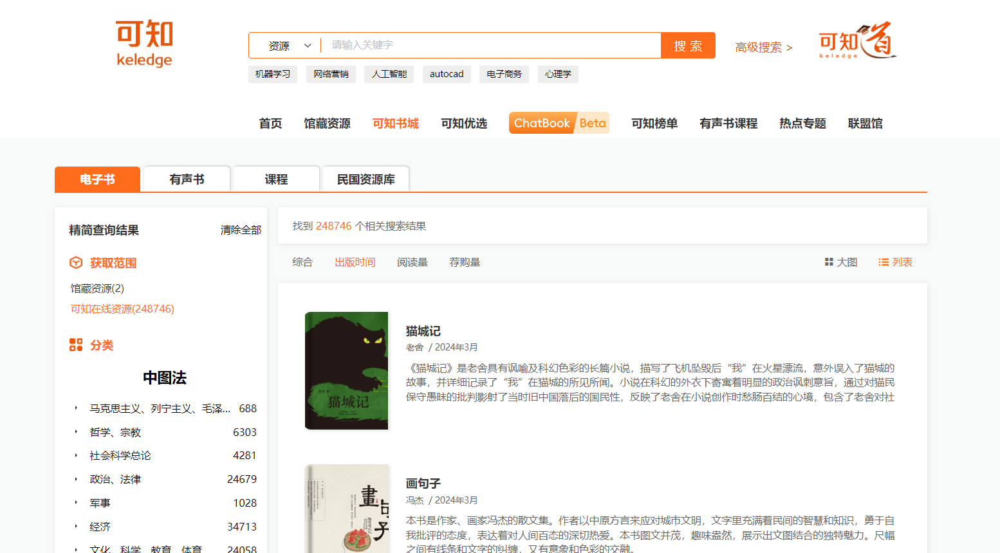 可知
keledge
资源
请输入关键字
搜 索
高级搜索 >
可知道
keledge
机器学习 网络营销 人工智能 autocad 电子商务 心理学
首页 馆藏资源 可知书城 可知优选 ChatBook Beta 可知榜单 有声书课程 热点专题 联盟馆
电子书 有声书 课程 民国资源库
精简查询结果 清除全部
获取范围
馆藏资源(2)
可知在线资源(248746)
分类
中图法
马克思主义、列宁主义、毛泽... 688
哲学、宗教 6303
社会科学总论 4281
政治、法律 24679
军事 1028
经济 34713
文化、科学、教育、体育 24058
找到 248746 个相关搜索结果
综合 出版时间 阅读量 荐购量 大图 列表
猫城记
猫城记
老舍 / 2024年3月
《猫城记》是老舍具有讽喻及科幻色彩的长篇小说，描写了飞机坠毁后“我”在火星漂流，意外误入了猫城的
故事，并详细记录了“我”在猫城的所见所闻。小说在科幻的外衣下寄寓着明显的政治讽刺意旨，通过对猫民
保守愚昧的批判影射了当时旧中国落后的国民性，反映了老舍在小说创作时愁肠百结的心境，包含了老舍对社
畫句子
画句子
冯杰 / 2024年3月
本书是作家、画家冯杰的散文集。作者以中原方言来应对城市文明，文字里充满着民间的智慧和知识，勇于自
我批评的态度，表达着对人间百态的深切热爱。本书图文并茂，趣味盎然，展示出文图结合的独特魅力。尺幅
之间有线条和文字的纠缠，又有意象和色彩的交融。